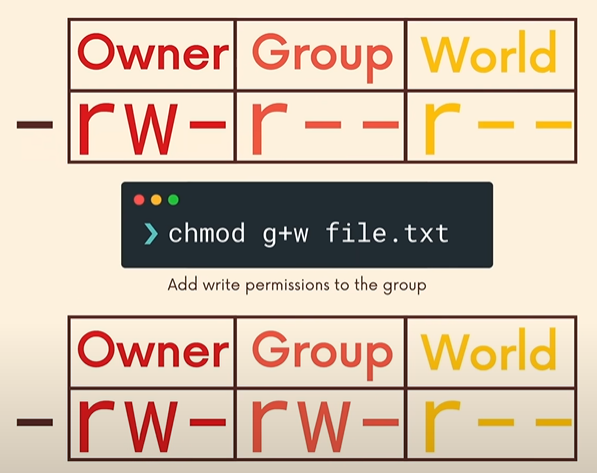 Owner Group World
- rw- r-- r--
❯ chmod g+w file.txt
Add write permissions to the group
Owner Group World
- rw- rw- r--